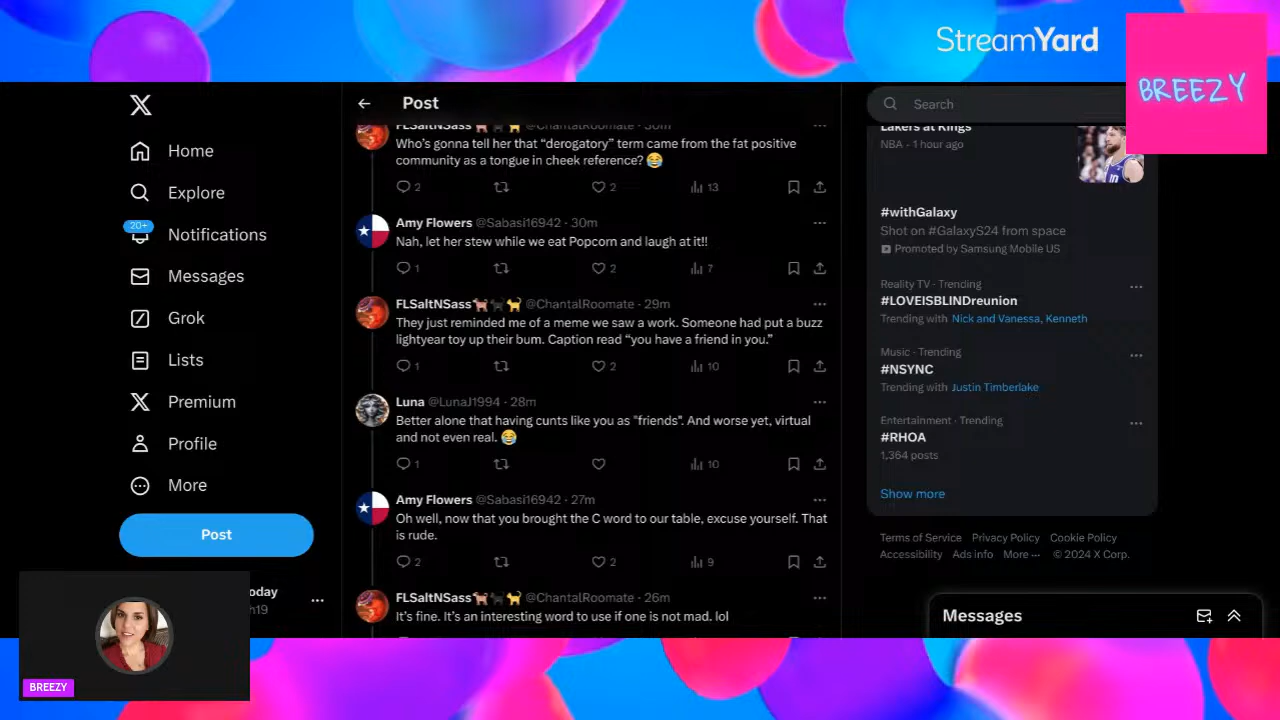 StreamYard
BREEZY
Post
Search
Home
Explore
20+
Notifications
Messages
Grok
Lists
Premium
Profile
More
Post
oday
h19
BREEZY
FLSaltNSass @ChantalRoomate · 30m
Who's gonna tell her that “derogatory” term came from the fat positive
community as a tongue in cheek reference? 😂
2 2 13
Amy Flowers @Sabasi16942 · 30m
Nah, let her stew while we eat Popcorn and laugh at it!!
1 2 7
FLSaltNSass @ChantalRoomate · 29m
They just reminded me of a meme we saw a work. Someone had put a buzz
lightyear toy up their bum. Caption read “you have a friend in you.”
1 2 10
Luna @LunaJ1994 · 28m
Better alone that having cunts like you as "friends". And worse yet, virtual
and not even real. 😂
1 10
Amy Flowers @Sabasi16942 · 27m
Oh well, now that you brought the C word to our table, excuse yourself. That
is rude.
2 2 9
FLSaltNSass @ChantalRoomate · 26m
It's fine. It's an interesting word to use if one is not mad. lol
Lakers at Kings
NBA · 1 hour ago
#withGalaxy
Shot on #GalaxyS24 from space
Promoted by Samsung Mobile US
Reality TV · Trending
#LOVEISBLINDreunion
Trending with Nick and Vanessa, Kenneth
Music · Trending
#NSYNC
Trending with Justin Timberlake
Entertainment · Trending
#RHOA
1,364 posts
Show more
Terms of Service Privacy Policy Cookie Policy
Accessibility Ads info More ··· © 2024 X Corp.
Messages